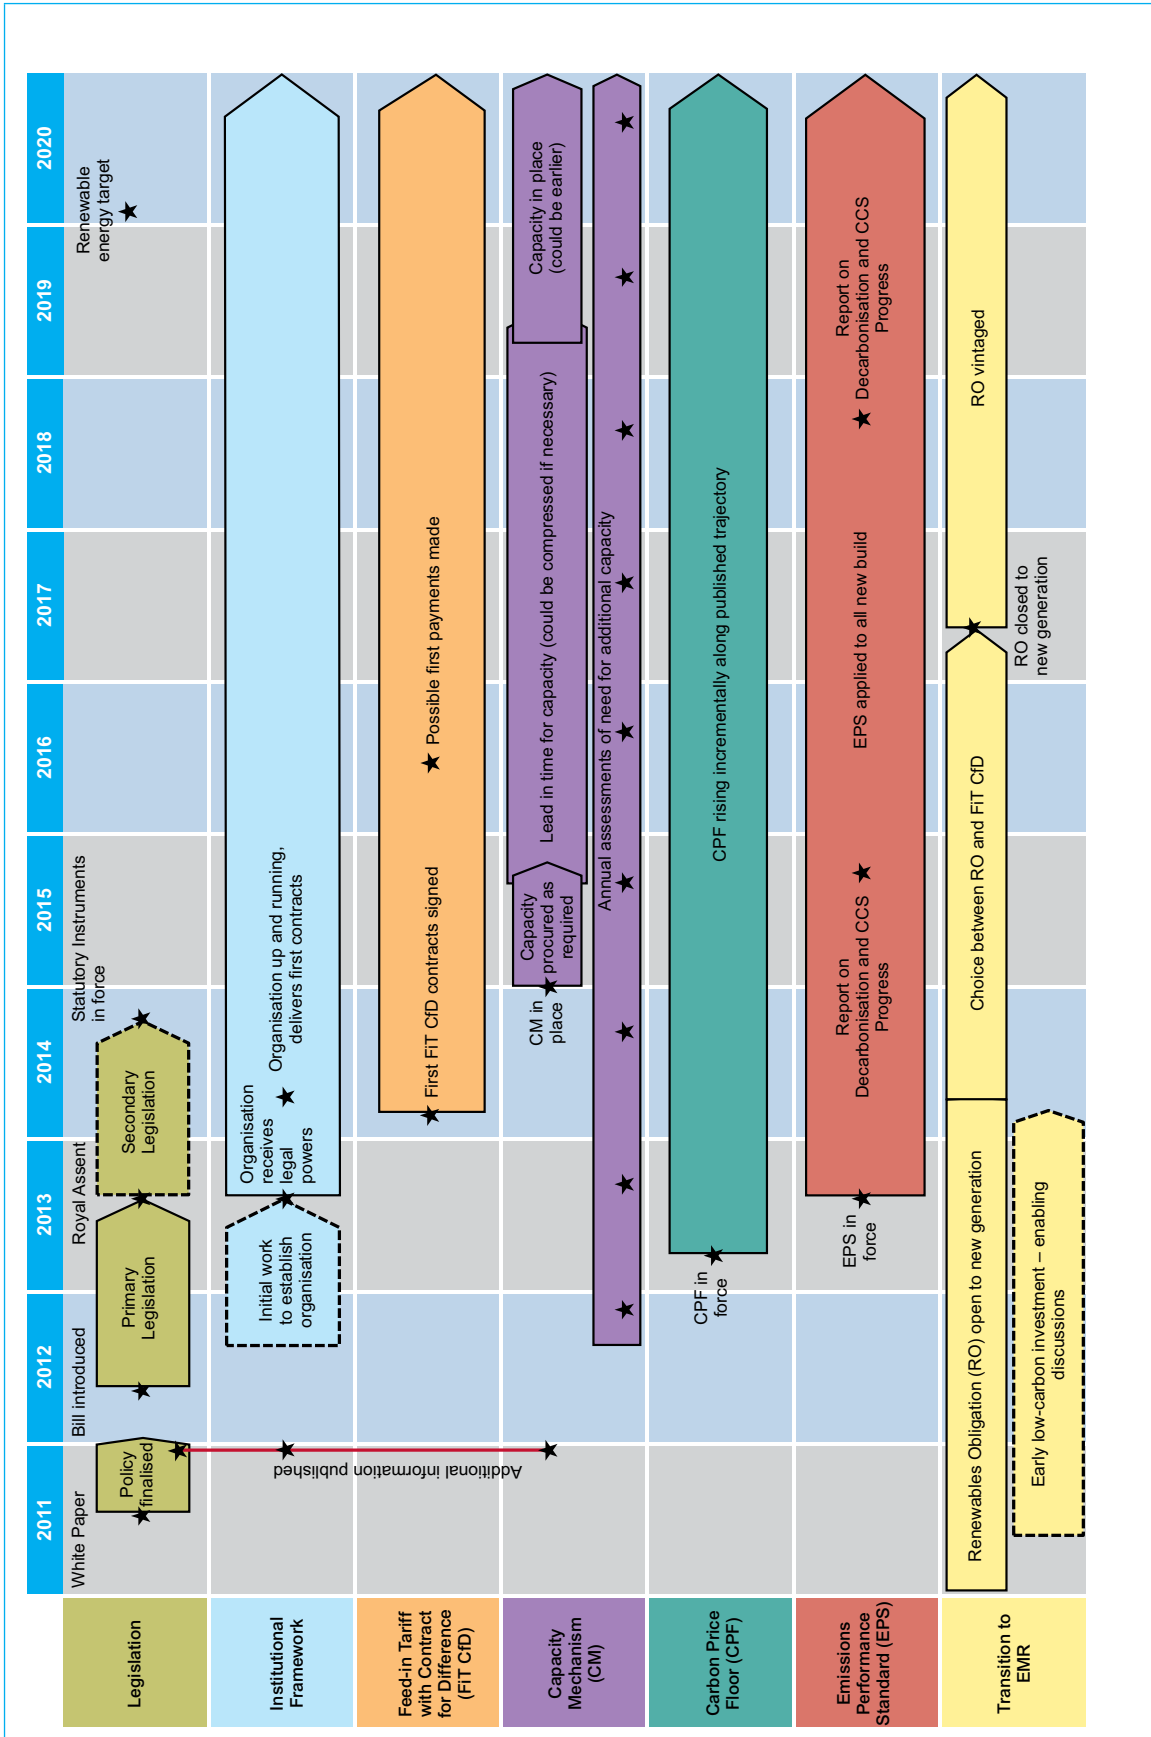 2011
2012
2013
2014
2015
2016
2017
2018
2019
2020
Legislation
White Paper
Policy
finalised
Bill introduced
Primary
Legislation
Royal Assent
Secondary
Legislation
Statutory Instruments
in force
Renewable
energy target
Additional information published
Institutional
Framework
Initial work
to establish
organisation
Organisation
receives
legal
powers
Organisation up and running,
delivers first contracts
Feed-in Tariff
with Contract
for Difference
(FiT CfD)
First FiT CfD contracts signed
Possible first payments made
Capacity
Mechanism
(CM)
CM in
place
Capacity
procured as
required
Lead in time for capacity (could be compressed if necessary)
Capacity in place
(could be earlier)
Annual assessments of need for additional capacity
Carbon Price
Floor (CPF)
CPF in
force
CPF rising incrementally along published trajectory
Emissions
Performance
Standard (EPS)
EPS in
force
Report on
Decarbonisation and CCS
Progress
EPS applied to all new build
Report on
Decarbonisation and CCS
Progress
Transition to
EMR
Renewables Obligation (RO) open to new generation
Choice between RO and FiT CfD
RO vintaged
RO closed to
new generation
Early low-carbon investment – enabling
discussions